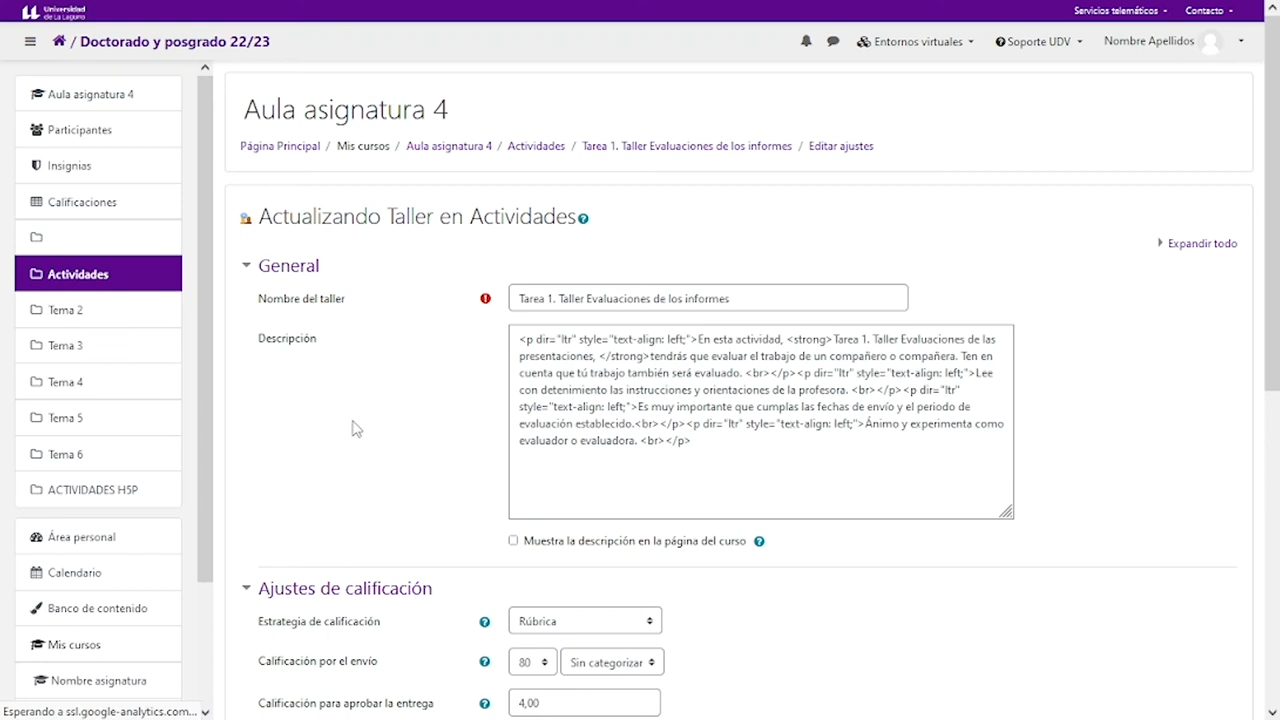 Universidad
de La Laguna
Servicios telemáticos
Contacto
/ Doctorado y posgrado 22/23
Entornos virtuales
Soporte UDV
Nombre Apellidos
Aula asignatura 4
Participantes
Insignias
Calificaciones
Actividades
Tema 2
Tema 3
Tema 4
Tema 5
Tema 6
ACTIVIDADES H5P
Área personal
Calendario
Banco de contenido
Mis cursos
Nombre asignatura
Esperando a ssl.google-analytics.com...
Aula asignatura 4
Página Principal / Mis cursos / Aula asignatura 4 / Actividades / Tarea 1. Taller Evaluaciones de los informes / Editar ajustes
Actualizando Taller en Actividades
Expandir todo
General
Nombre del taller
Tarea 1. Taller Evaluaciones de los informes
Descripción
<p dir="ltr" style="text-align: left;">En esta actividad, <strong>Tarea 1. Taller Evaluaciones de las
presentaciones, </strong>tendrás que evaluar el trabajo de un compañero o compañera. Ten en
cuenta que tú trabajo también será evaluado. <br></p><p dir="ltr" style="text-align: left;">Lee
con detenimiento las instrucciones y orientaciones de la profesora. <br></p><p dir="ltr"
style="text-align: left;">Es muy importante que cumplas las fechas de envío y el periodo de
evaluación establecido.<br></p><p dir="ltr" style="text-align: left;">Ánimo y experimenta como
evaluador o evaluadora. <br></p>
Muestra la descripción en la página del curso
Ajustes de calificación
Estrategia de calificación
Rúbrica
Calificación por el envío
80
Sin categorizar
Calificación para aprobar la entrega
4,00